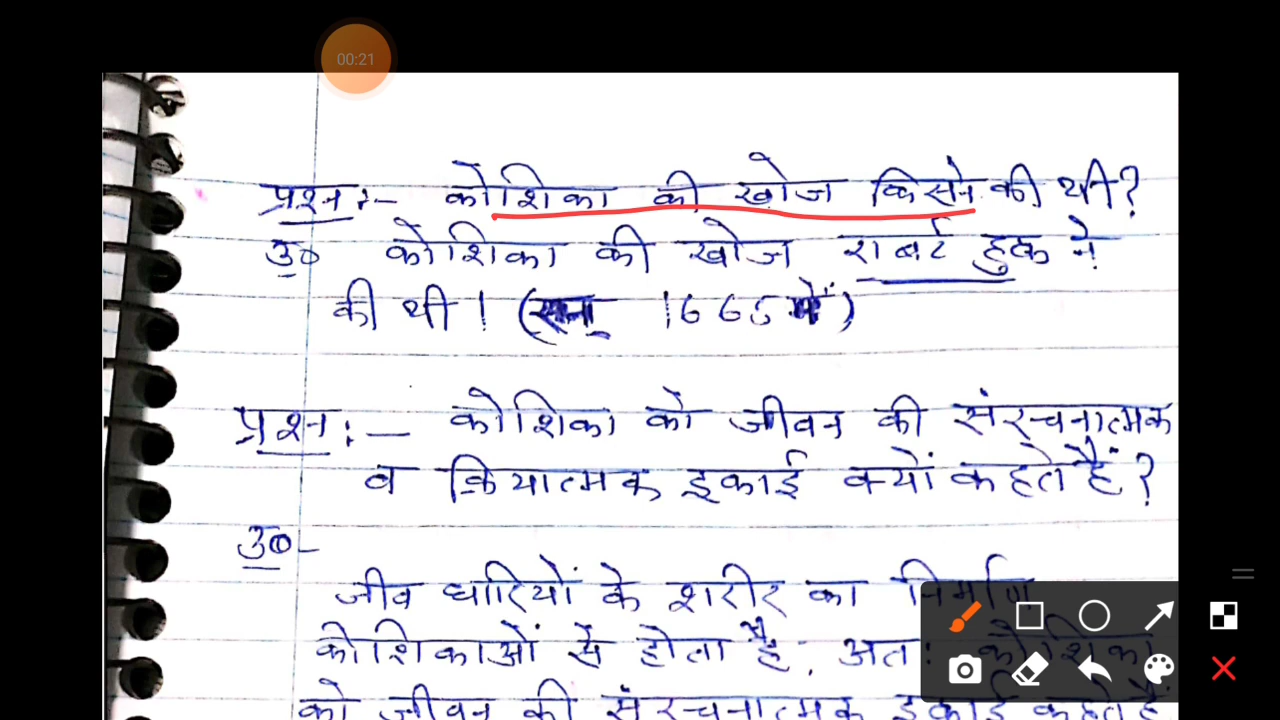 00:21
प्रश्न:- कोशिका की खोज किसने की थी?
उ० कोशिका की खोज राबर्ट हुक ने
की थी। (सन् 1665 में)
प्रश्न:- कोशिका को जीवन की संरचनात्मक
व क्रियात्मक इकाई क्यों कहते हैं?
उ०-
जीव धारियों के शरीर का निर्माण
कोशिकाओं से होता है, अतः कोशिका
को जीवन की संरचनात्मक इकाई कहते हैं